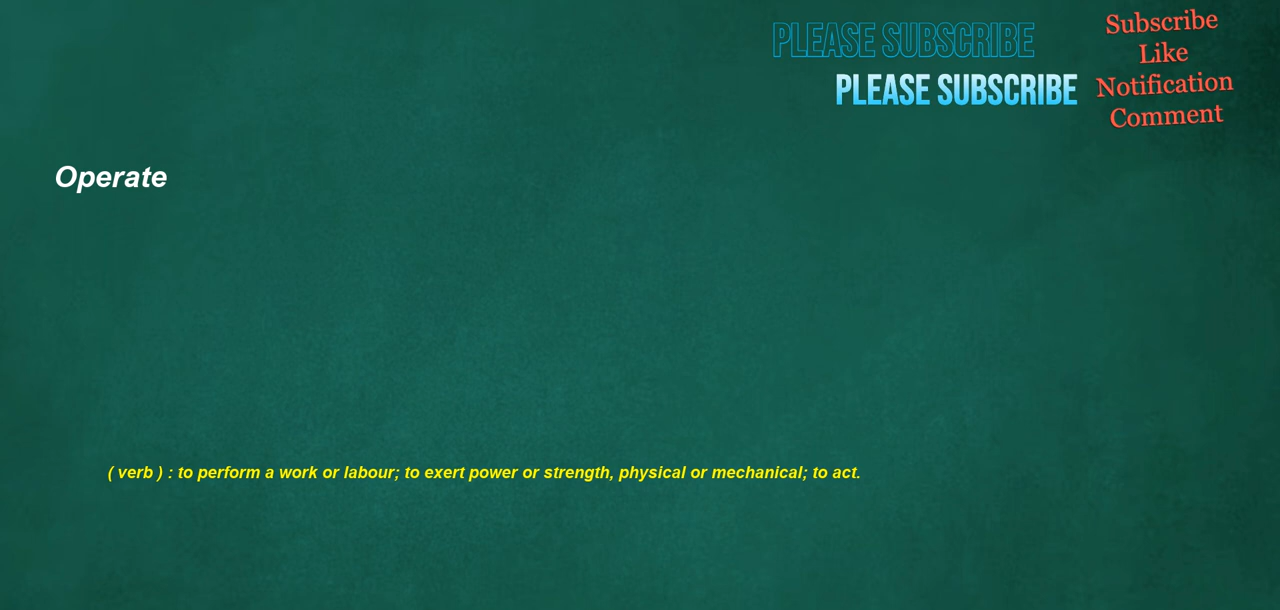 PLEASE SUBSCRIBE
PLEASE SUBSCRIBE
Subscribe
Like
Notification
Comment
Operate
( verb ) : to perform a work or labour; to exert power or strength, physical or mechanical; to act.